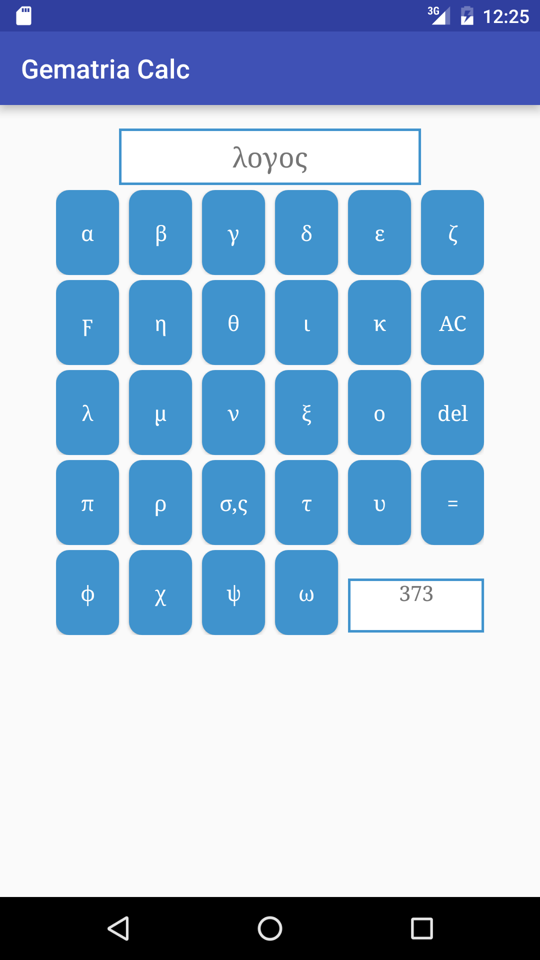 3G 12:25
Gematria Calc
λογος
α β γ δ ε ζ
ϝ η θ ι κ AC
λ μ ν ξ ο del
π ρ σ,ς τ υ =
φ χ ψ ω 373